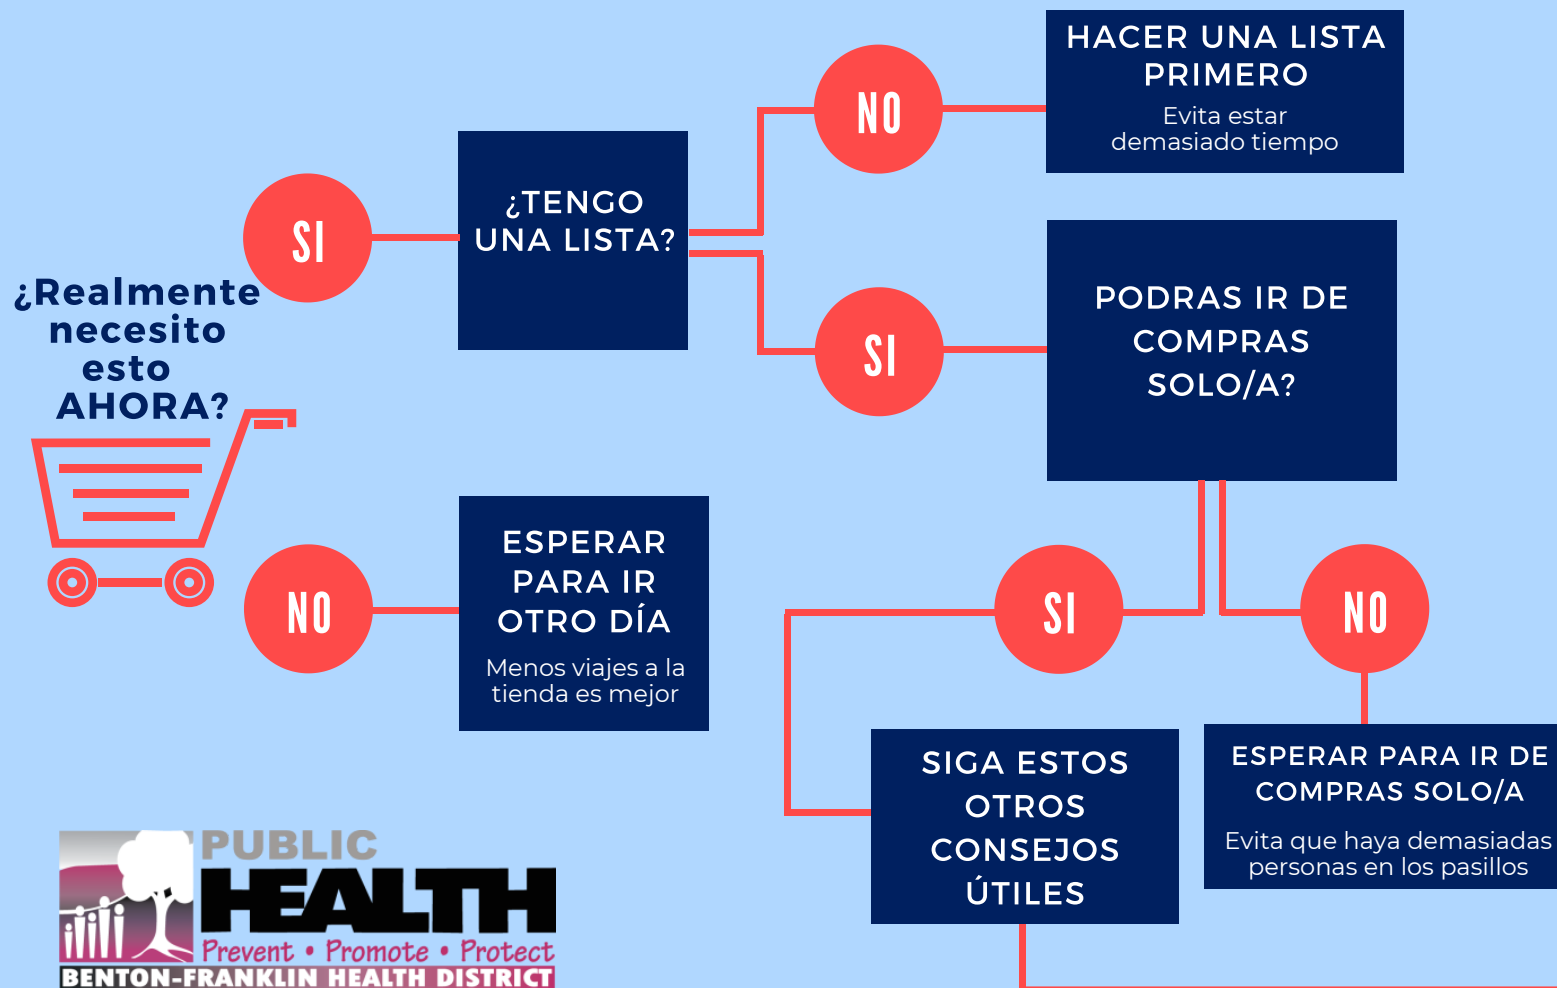 ¿Realmente
necesito
esto
AHORA?
SI
¿TENGO
UNA LISTA?
NO
HACER UNA LISTA
PRIMERO
Evita estar
demasiado tiempo
SI
PODRAS IR DE
COMPRAS
SOLO/A?
NO
ESPERAR
PARA IR
OTRO DÍA
Menos viajes a la
tienda es mejor
SI
SIGA ESTOS
OTROS
CONSEJOS
ÚTILES
NO
ESPERAR PARA IR DE
COMPRAS SOLO/A
Evita que haya demasiadas
personas en los pasillos
PUBLIC
HEALTH
Prevent • Promote • Protect
BENTON-FRANKLIN HEALTH DISTRICT